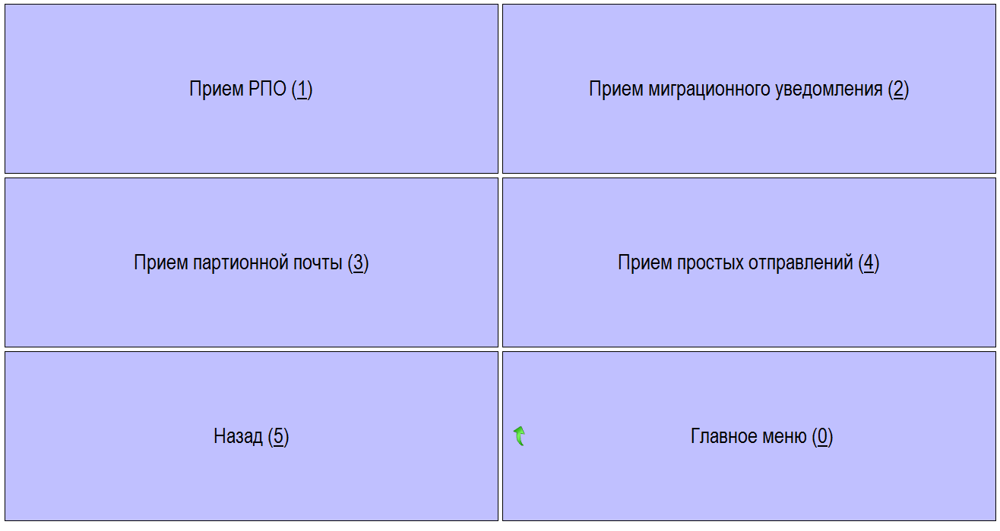 Прием РПО (1)
Прием миграционного уведомления (2)
Прием партионной почты (3)
Прием простых отправлений (4)
Назад (5)
Главное меню (0)